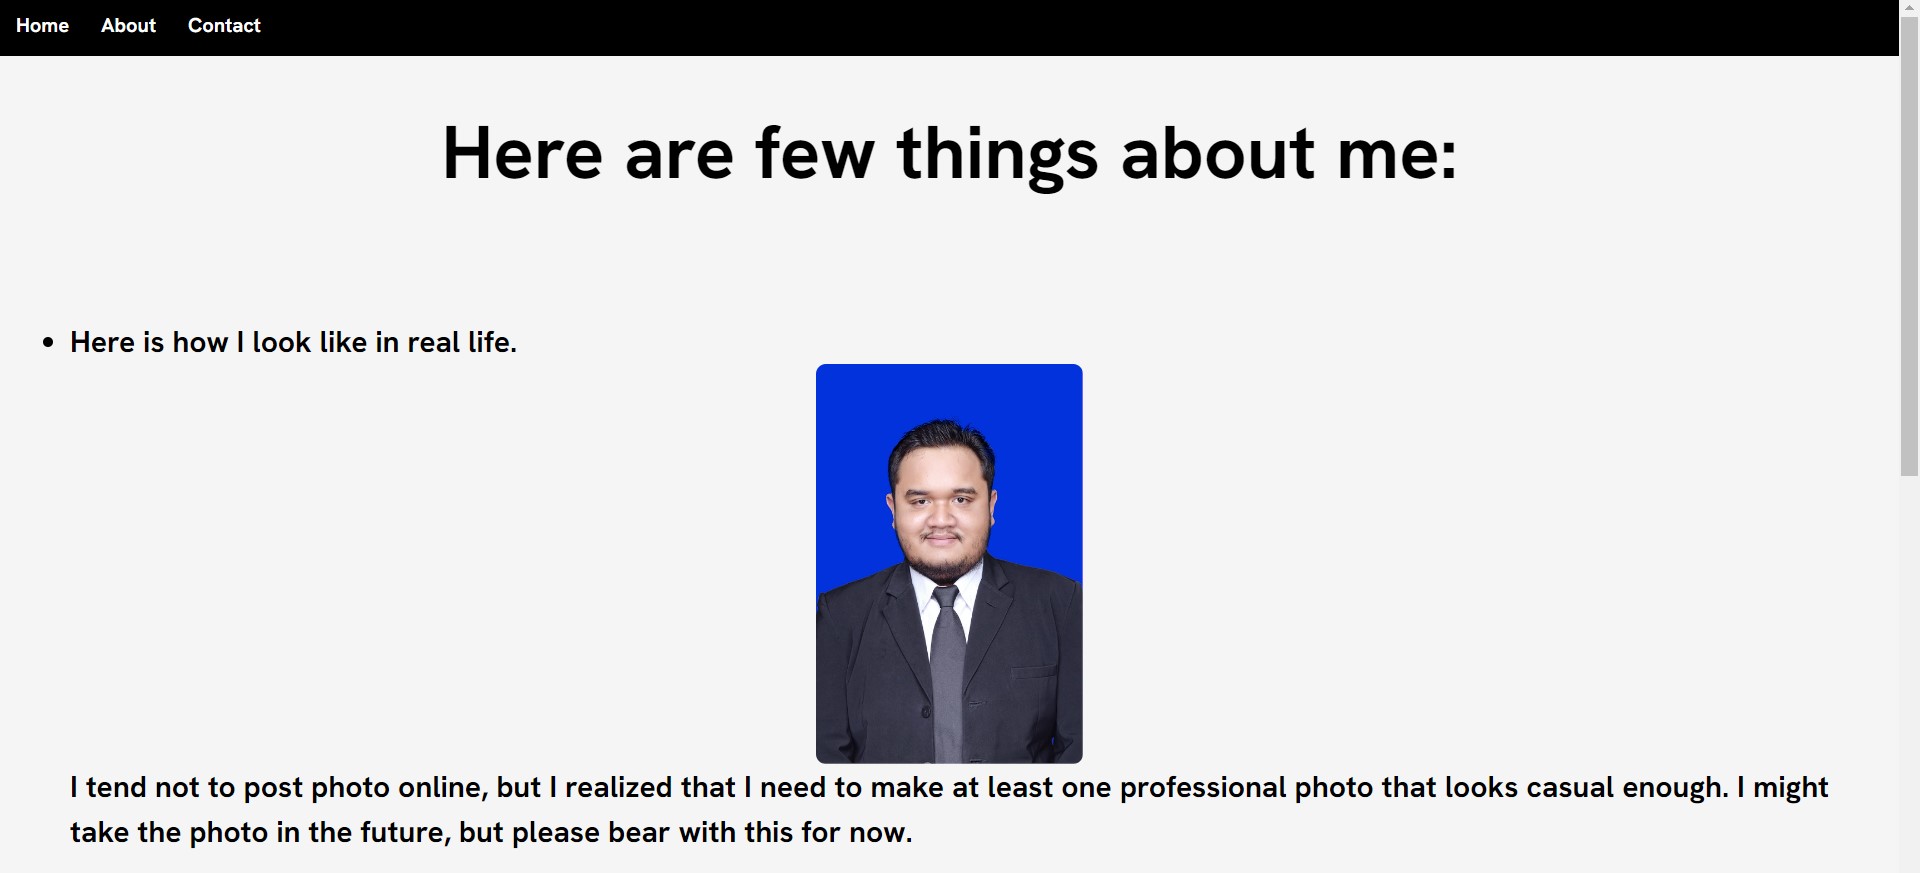 Home About Contact
Here are few things about me:
Here is how I look like in real life.
I tend not to post photo online, but I realized that I need to make at least one professional photo that looks casual enough. I might
take the photo in the future, but please bear with this for now.